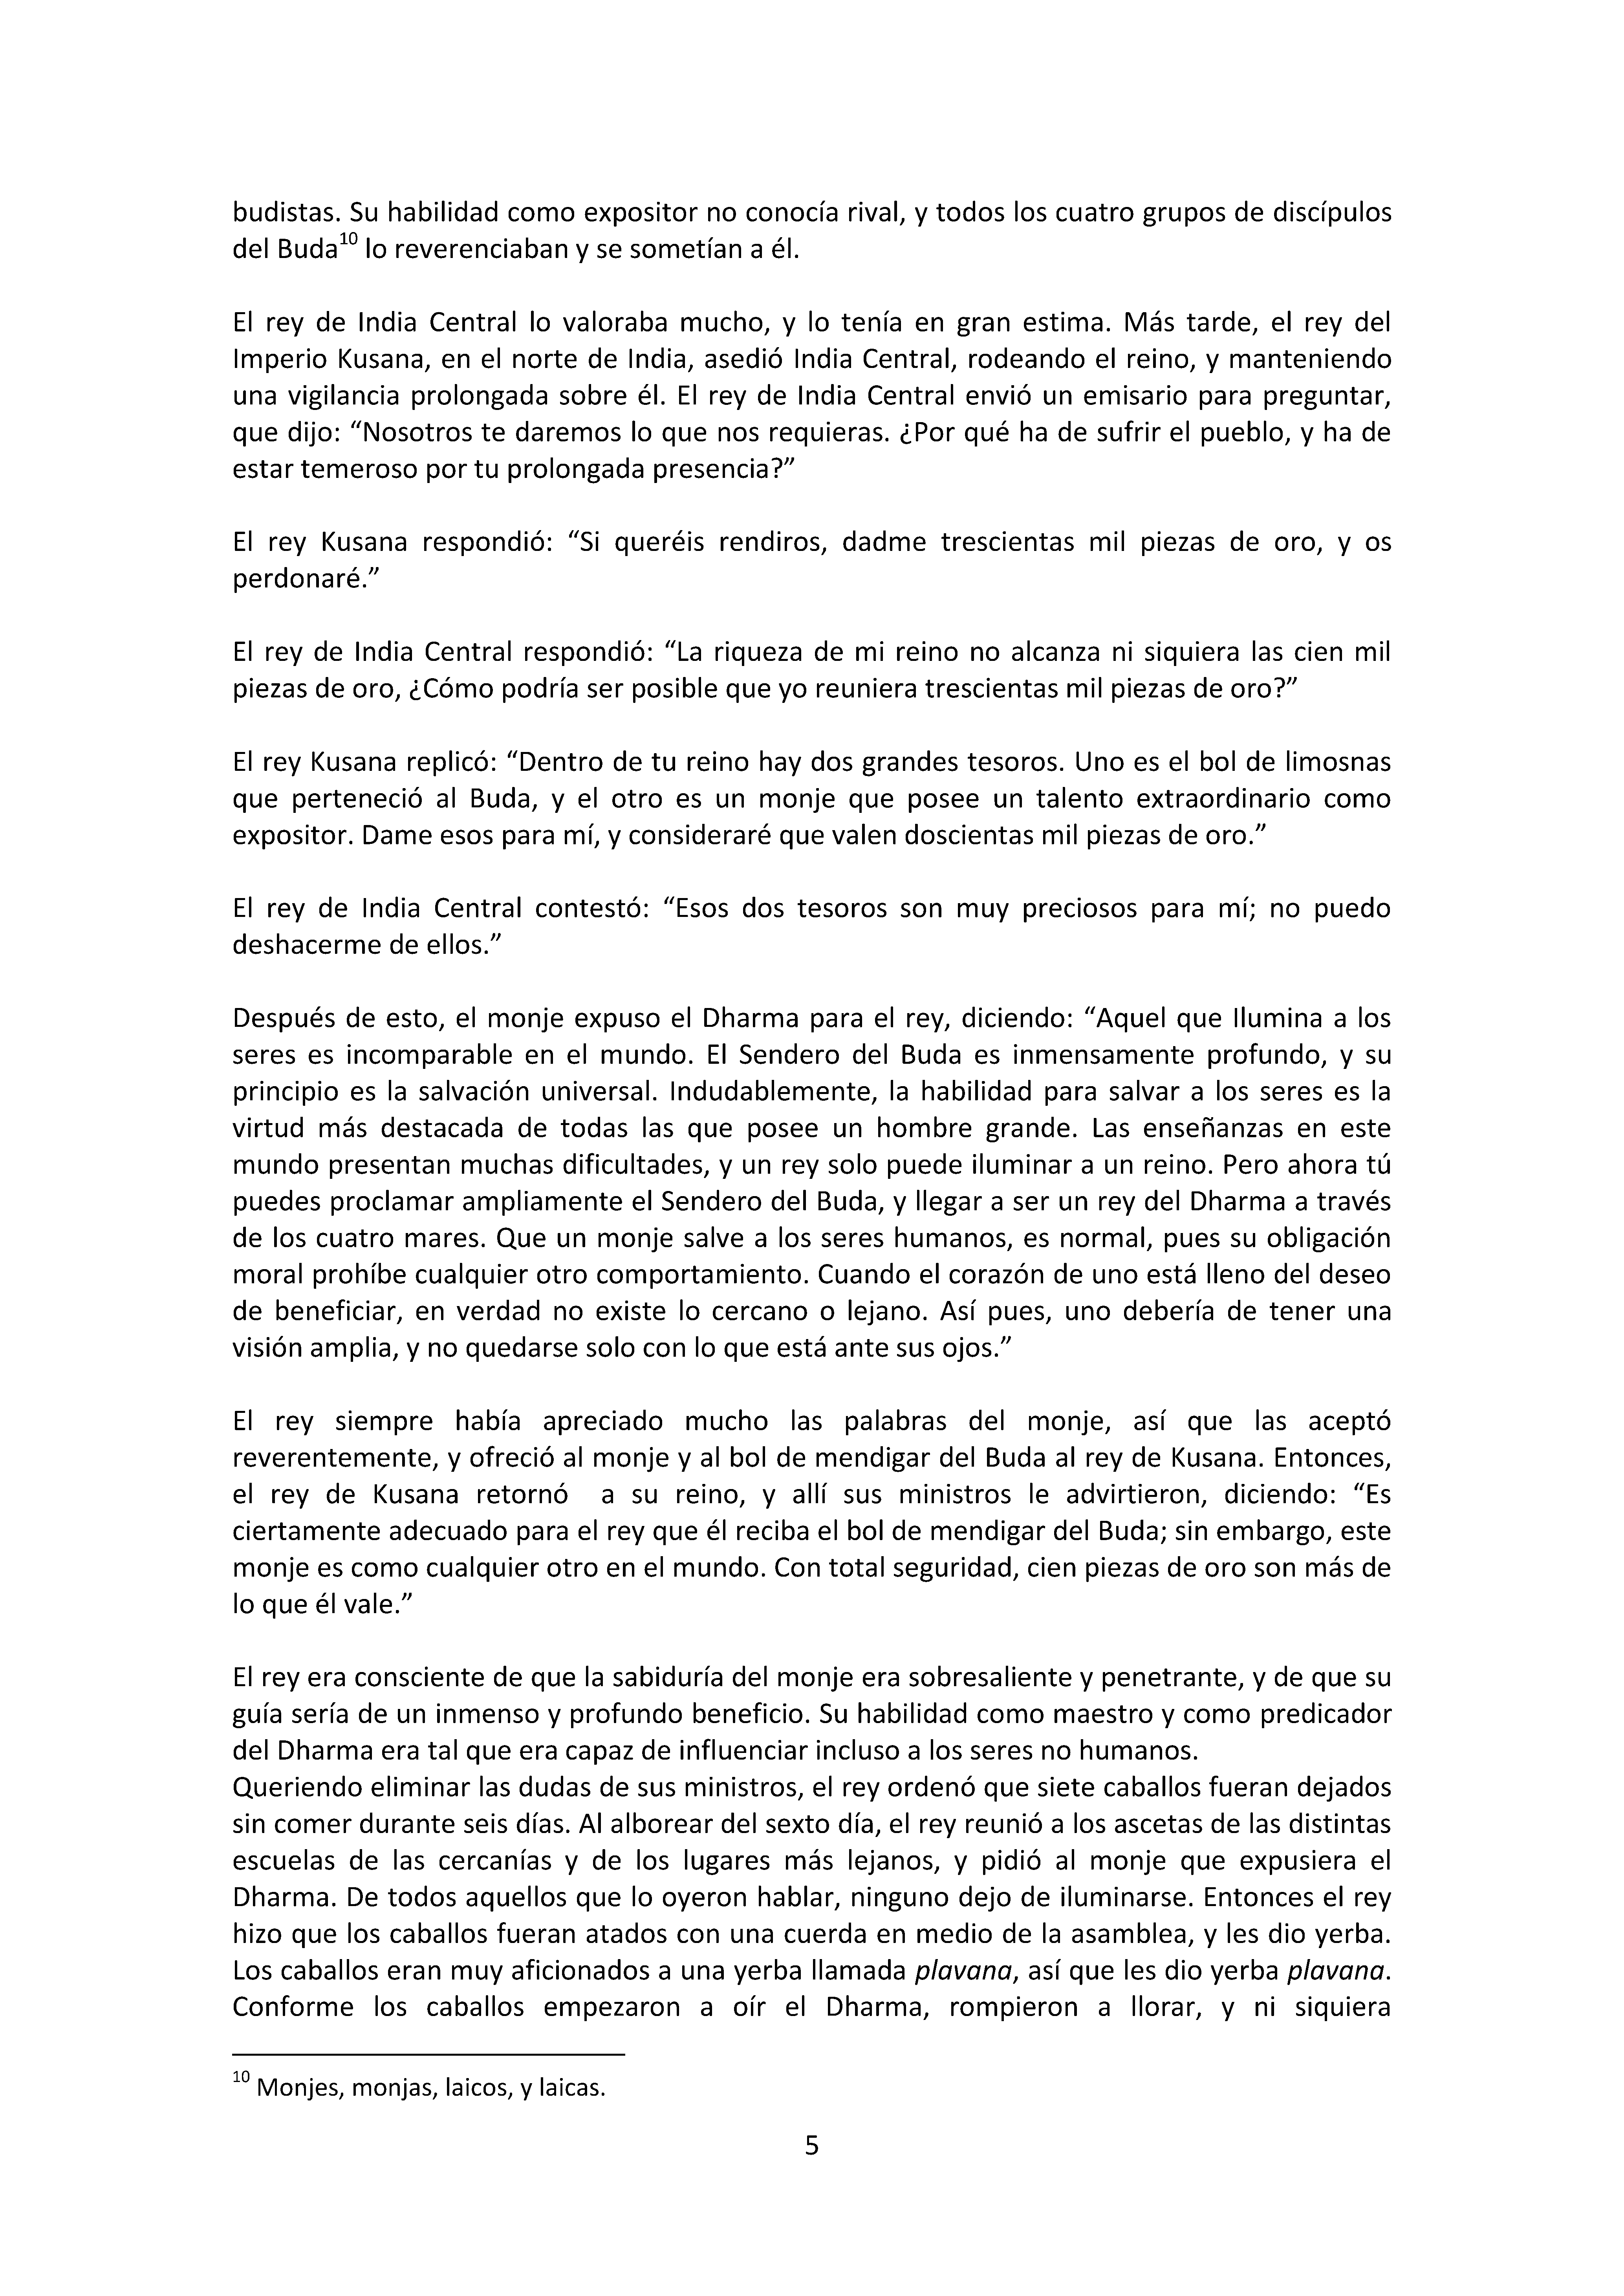 budistas. Su habilidad como expositor no conocía rival, y todos los cuatro grupos de discípulos
del Buda10 lo reverenciaban y se sometían a él.
El rey de India Central lo valoraba mucho, y lo tenía en gran estima. Más tarde, el rey del
Imperio Kusana, en el norte de India, asedió India Central, rodeando el reino, y manteniendo
una vigilancia prolongada sobre él. El rey de India Central envió un emisario para preguntar,
que dijo: “Nosotros te daremos lo que nos requieras. ¿Por qué ha de sufrir el pueblo, y ha de
estar temeroso por tu prolongada presencia?”
El rey Kusana respondió: “Si queréis rendiros, dadme trescientas mil piezas de oro, y os
perdonaré.”
El rey de India Central respondió: “La riqueza de mi reino no alcanza ni siquiera las cien mil
piezas de oro, ¿Cómo podría ser posible que yo reuniera trescientas mil piezas de oro?”
El rey Kusana replicó: “Dentro de tu reino hay dos grandes tesoros. Uno es el bol de limosnas
que perteneció al Buda, y el otro es un monje que posee un talento extraordinario como
expositor. Dame esos para mí, y consideraré que valen doscientas mil piezas de oro.”
El rey de India Central contestó: “Esos dos tesoros son muy preciosos para mí; no puedo
deshacerme de ellos.”
Después de esto, el monje expuso el Dharma para el rey, diciendo: “Aquel que Ilumina a los
seres es incomparable en el mundo. El Sendero del Buda es inmensamente profundo, y su
principio es la salvación universal. Indudablemente, la habilidad para salvar a los seres es la
virtud más destacada de todas las que posee un hombre grande. Las enseñanzas en este
mundo presentan muchas dificultades, y un rey solo puede iluminar a un reino. Pero ahora tú
puedes proclamar ampliamente el Sendero del Buda, y llegar a ser un rey del Dharma a través
de los cuatro mares. Que un monje salve a los seres humanos, es normal, pues su obligación
moral prohíbe cualquier otro comportamiento. Cuando el corazón de uno está lleno del deseo
de beneficiar, en verdad no existe lo cercano o lejano. Así pues, uno debería de tener una
visión amplia, y no quedarse solo con lo que está ante sus ojos.”
El rey siempre había apreciado mucho las palabras del monje, así que las aceptó
reverentemente, y ofreció al monje y al bol de mendigar del Buda al rey de Kusana. Entonces,
el rey de Kusana retornó a su reino, y allí sus ministros le advirtieron, diciendo: “Es
ciertamente adecuado para el rey que él reciba el bol de mendigar del Buda; sin embargo, este
monje es como cualquier otro en el mundo. Con total seguridad, cien piezas de oro son más de
lo que él vale.”
El rey era consciente de que la sabiduría del monje era sobresaliente y penetrante, y de que su
guía sería de un inmenso y profundo beneficio. Su habilidad como maestro y como predicador
del Dharma era tal que era capaz de influenciar incluso a los seres no humanos.
Queriendo eliminar las dudas de sus ministros, el rey ordenó que siete caballos fueran dejados
sin comer durante seis días. Al alborear del sexto día, el rey reunió a los ascetas de las distintas
escuelas de las cercanías y de los lugares más lejanos, y pidió al monje que expusiera el
Dharma. De todos aquellos que lo oyeron hablar, ninguno dejo de iluminarse. Entonces el rey
hizo que los caballos fueran atados con una cuerda en medio de la asamblea, y les dio yerba.
Los caballos eran muy aficionados a una yerba llamada plavana, así que les dio yerba plavana.
Conforme los caballos empezaron a oír el Dharma, rompieron a llorar, y ni siquiera
10 Monjes, monjas, laicos, y laicas.
5